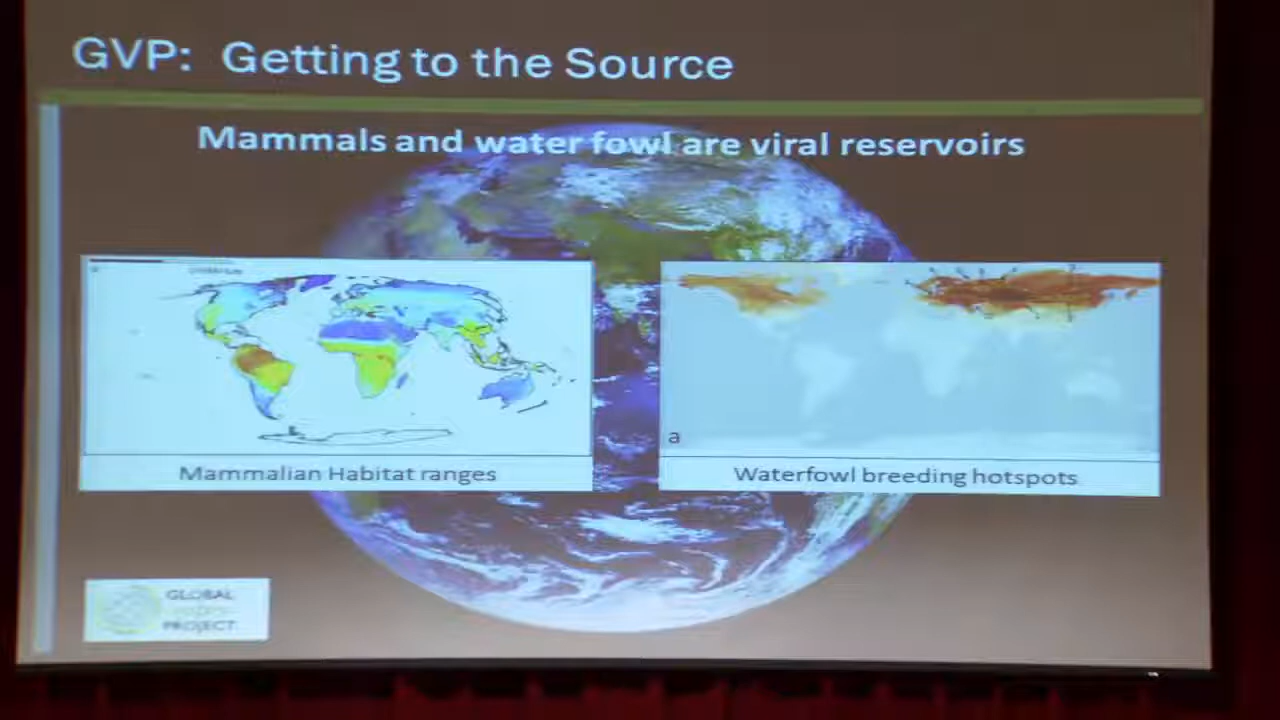 GVP: Getting to the Source
Mammals and water fowl are viral reservoirs
a
Mammalian Habitat ranges
Waterfowl breeding hotspots
GLOBAL
PROJECT